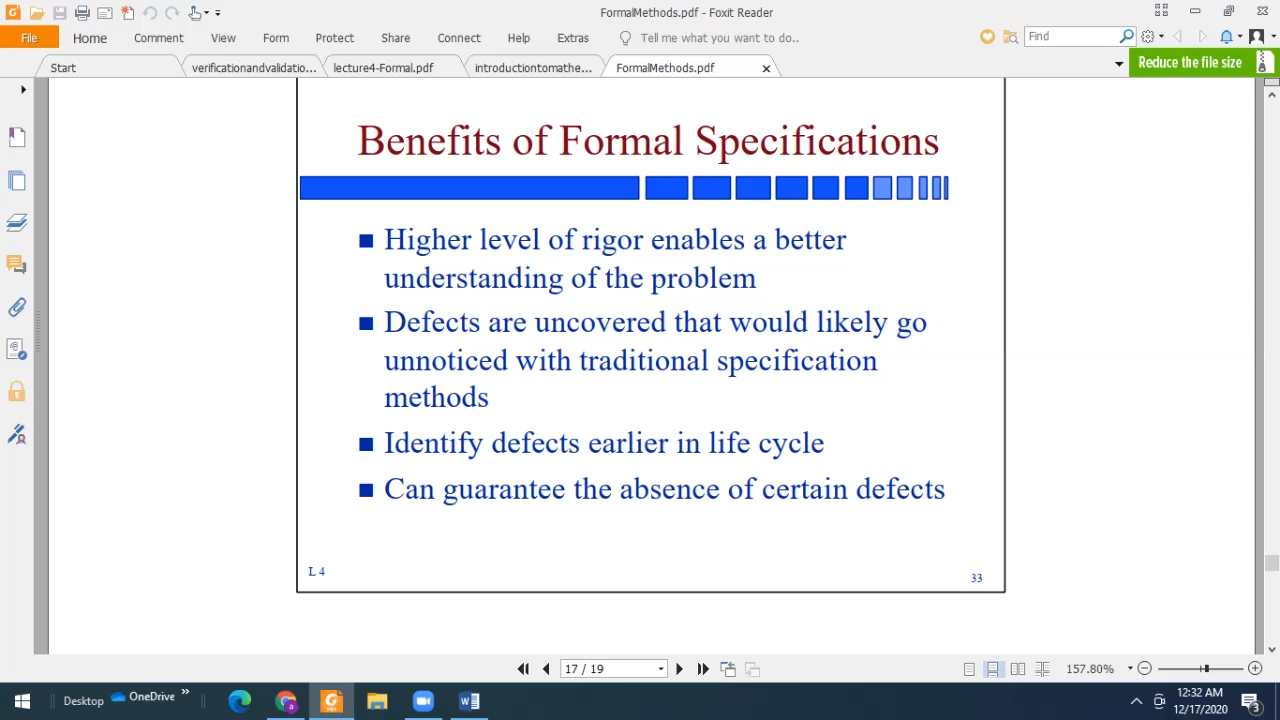 FormalMethods.pdf - Foxit Reader
File Home Comment View Form Protect Share Connect Help Extras Tell me what you want to do.. Find
Start verificationandvalidatio... lecture4-Formal.pdf introductiontomathe... FormalMethods.pdf Reduce the file size
Benefits of Formal Specifications
Higher level of rigor enables a better
understanding of the problem
Defects are uncovered that would likely go
unnoticed with traditional specification
methods
Identify defects earlier in life cycle
Can guarantee the absence of certain defects
L 4
33
17 / 19 157.80%
Desktop OneDrive 12:32 AM
12/17/2020 3